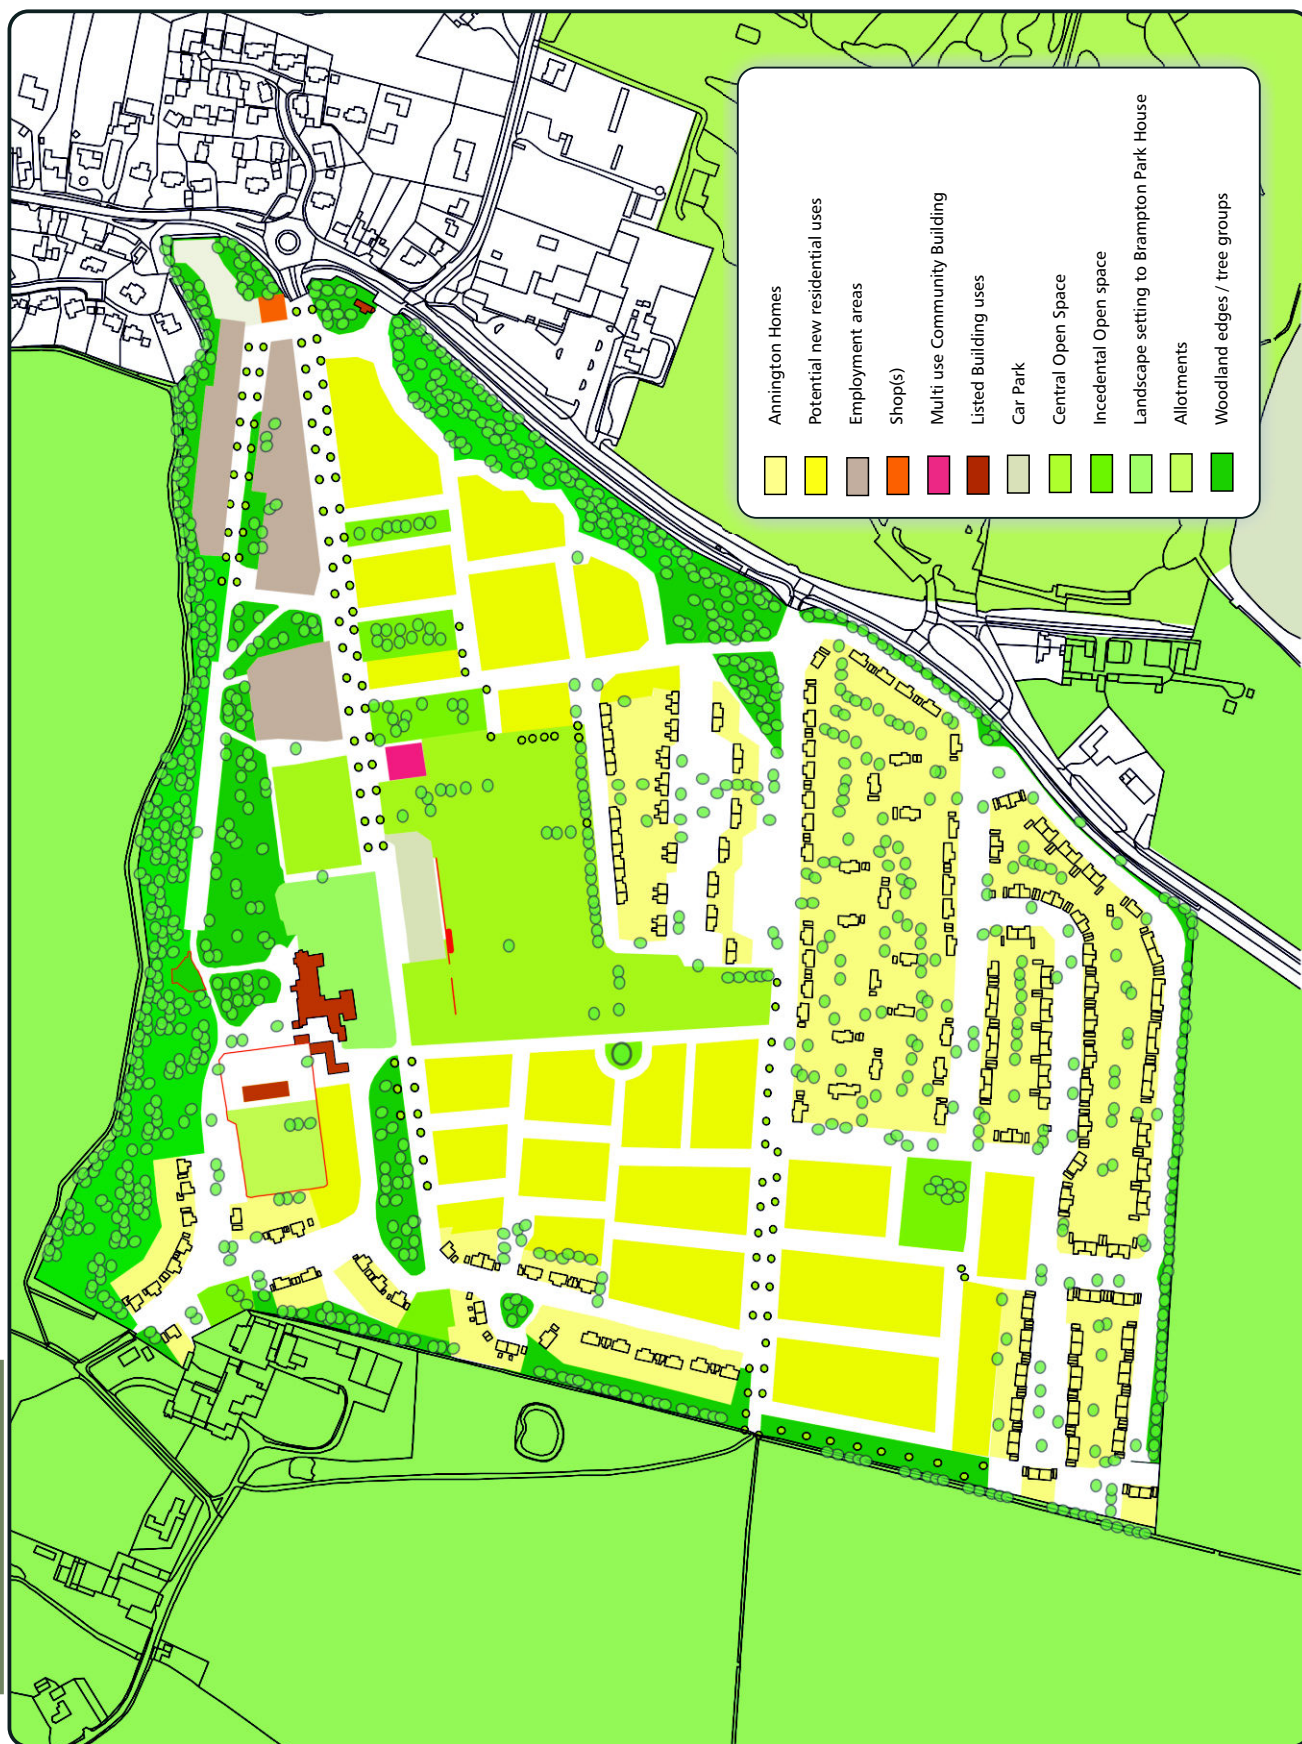 Annington Homes
Potential new residential uses
Employment areas
Shop(s)
Multi use Community Building
Listed Building uses
Car Park
Central Open Space
Incedental Open space
Landscape setting to Brampton Park House
Allotments
Woodland edges / tree groups